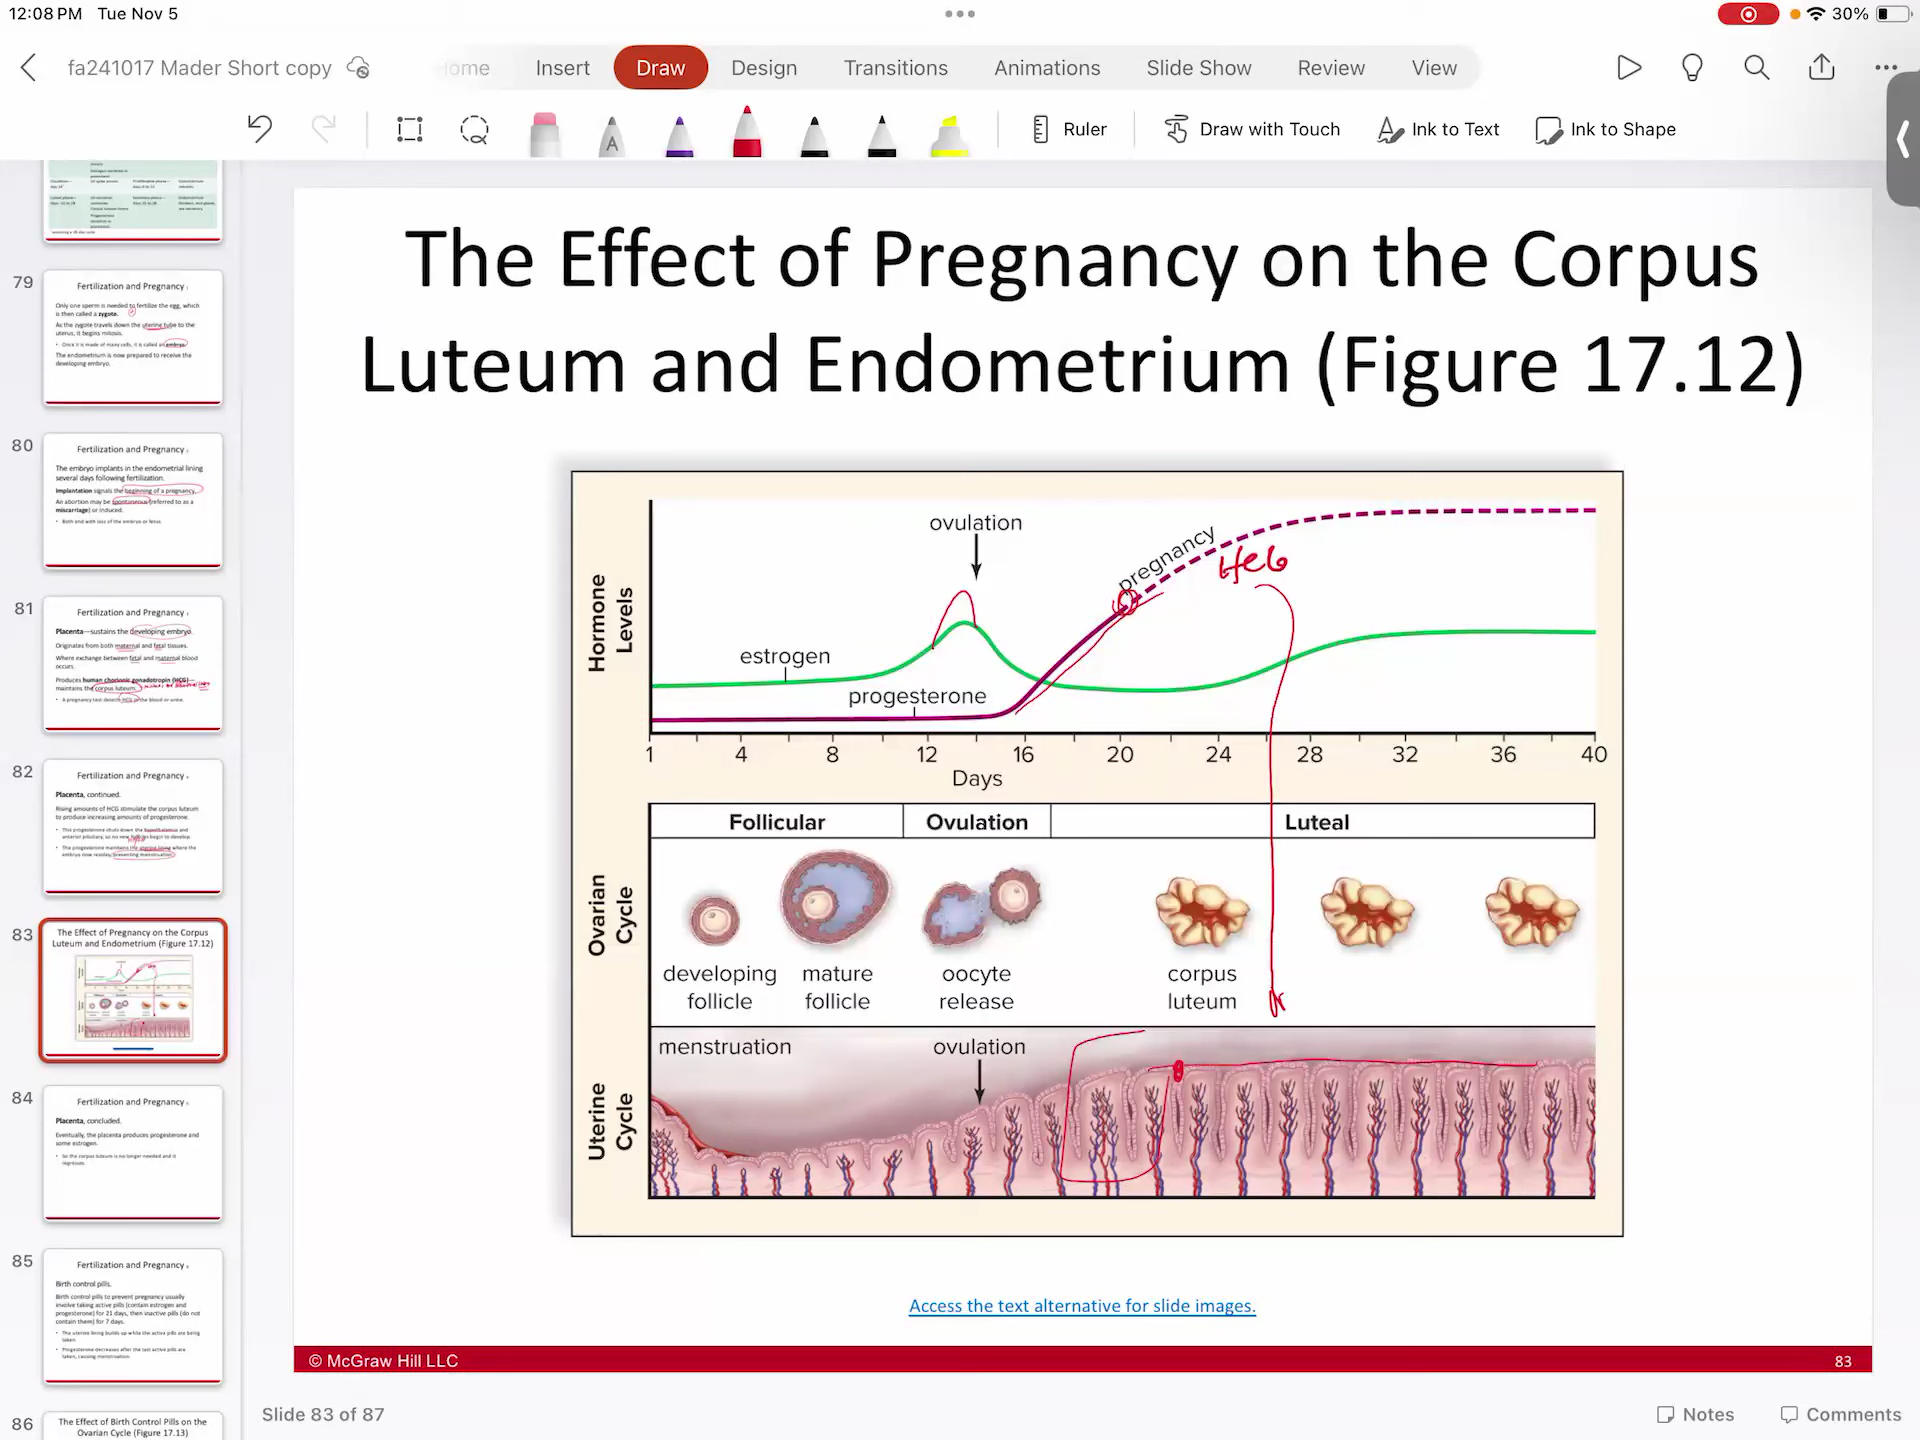 12:08 PM Tue Nov 5
30%
fa241017 Mader Short copy
Home Insert Draw Design Transitions Animations Slide Show Review View
A
Ruler
Draw with Touch
Ink to Text
Ink to Shape
79
Fertilization and Pregnancy
Only one sperm is needed to fertilize the egg, which
is then called a zygote.
As the zygote travels down the uterine tube to the
uterus, it begins mitosis.
• Once it is made of many cells, it is called an embryo.
The endometrium is now prepared to receive the
developing embryo.
80
Fertilization and Pregnancy
The embryo implants in the endometrial lining
several days following fertilization.
Implantation signals the beginning of a pregnancy.
An abortion may be spontaneous (referred to as a
miscarriage) or induced.
• Both end with loss of the embryo or fetus.
81
Fertilization and Pregnancy
Placenta—sustains the developing embryo.
Originates from both maternal and fetal tissues.
Where exchange between fetal and maternal blood
occurs.
Produces human chorionic gonadotropin (HCG)—
maintains the corpus luteum.
• A pregnancy test detects HCG in the blood or urine.
82
Fertilization and Pregnancy
Placenta, continued.
Rising amounts of HCG stimulate the corpus luteum
to produce increasing amounts of progesterone.
• This progesterone shuts down the hypothalamus and
anterior pituitary, so no new follicles begin to develop.
• The progesterone maintains the uterine lining where the
embryo now resides, preventing menstruation.
83
The Effect of Pregnancy on the Corpus
Luteum and Endometrium (Figure 17.12)
84
Fertilization and Pregnancy
Placenta, concluded.
Eventually, the placenta produces progesterone and
some estrogen.
• So the corpus luteum is no longer needed and it
regresses.
85
Fertilization and Pregnancy
Birth control pills.
Birth control pills to prevent pregnancy usually
involve taking active pills (contain estrogen and
progesterone) for 21 days, then inactive pills (do not
contain them) for 7 days.
• The uterine lining builds up while the active pills are being
taken.
• Progesterone decreases after the last active pills are
taken, causing menstruation.
86
The Effect of Birth Control Pills on the
Ovarian Cycle (Figure 17.13)
The Effect of Pregnancy on the Corpus
Luteum and Endometrium (Figure 17.12)
Hormone
Levels
ovulation
pregnancy
HCG
estrogen
progesterone
1 4 8 12 16 20 24 28 32 36 40
Days
Follicular Ovulation Luteal
Ovarian
Cycle
developing
follicle
mature
follicle
oocyte
release
corpus
luteum
Uterine
Cycle
menstruation
ovulation
Access the text alternative for slide images.
© McGraw Hill LLC
83
Slide 83 of 87
Notes
Comments